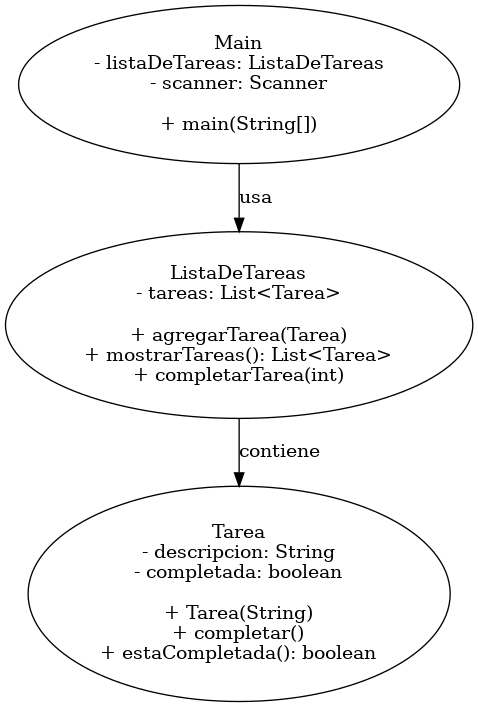 Main
- listaDeTareas: ListaDeTareas
- scanner: Scanner
+ main(String[])
usa
ListaDeTareas
- tareas: List<Tarea>
+ agregarTarea(Tarea)
+ mostrarTareas(): List<Tarea>
+ completarTarea(int)
contiene
Tarea
- descripcion: String
- completada: boolean
+ Tarea(String)
+ completar()
+ estaCompletada(): boolean